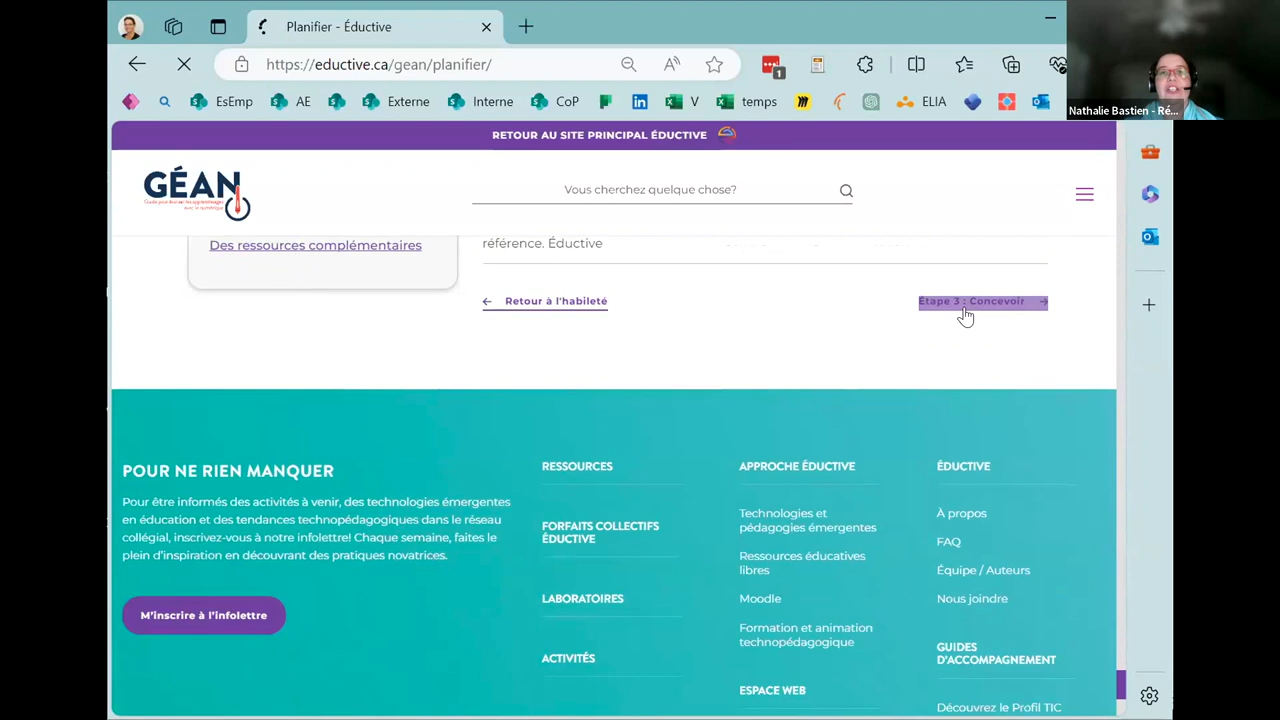 Planifier - Éductive
https://eductive.ca/gean/planifier/
1
EsEmp
AE
Externe
Interne
CoP
V
temps
ELIA
Nathalie Bastien - Ré...
RETOUR AU SITE PRINCIPAL ÉDUCTIVE
GÉAN
Vous cherchez quelque chose?
Des ressources complémentaires
référence. Éductive
Retour à l'habileté
Étape 3 : Concevoir
POUR NE RIEN MANQUER
Pour être informés des activités à venir, des technologies émergentes
en éducation et des tendances technopédagogiques dans le réseau
collégial, inscrivez-vous à notre infolettre! Chaque semaine, faites le
plein d'inspiration en découvrant des pratiques novatrices.
M'inscrire à l'infolettre
RESSOURCES
FORFAITS COLLECTIFS
ÉDUCTIVE
LABORATOIRES
ACTIVITÉS
APPROCHE ÉDUCTIVE
Technologies et
pédagogies émergentes
Ressources éducatives
libres
Moodle
Formation et animation
technopédagogique
ESPACE WEB
ÉDUCTIVE
À propos
FAQ
Équipe / Auteurs
Nous joindre
GUIDES
D'ACCOMPAGNEMENT
Découvrez le Profil TIC